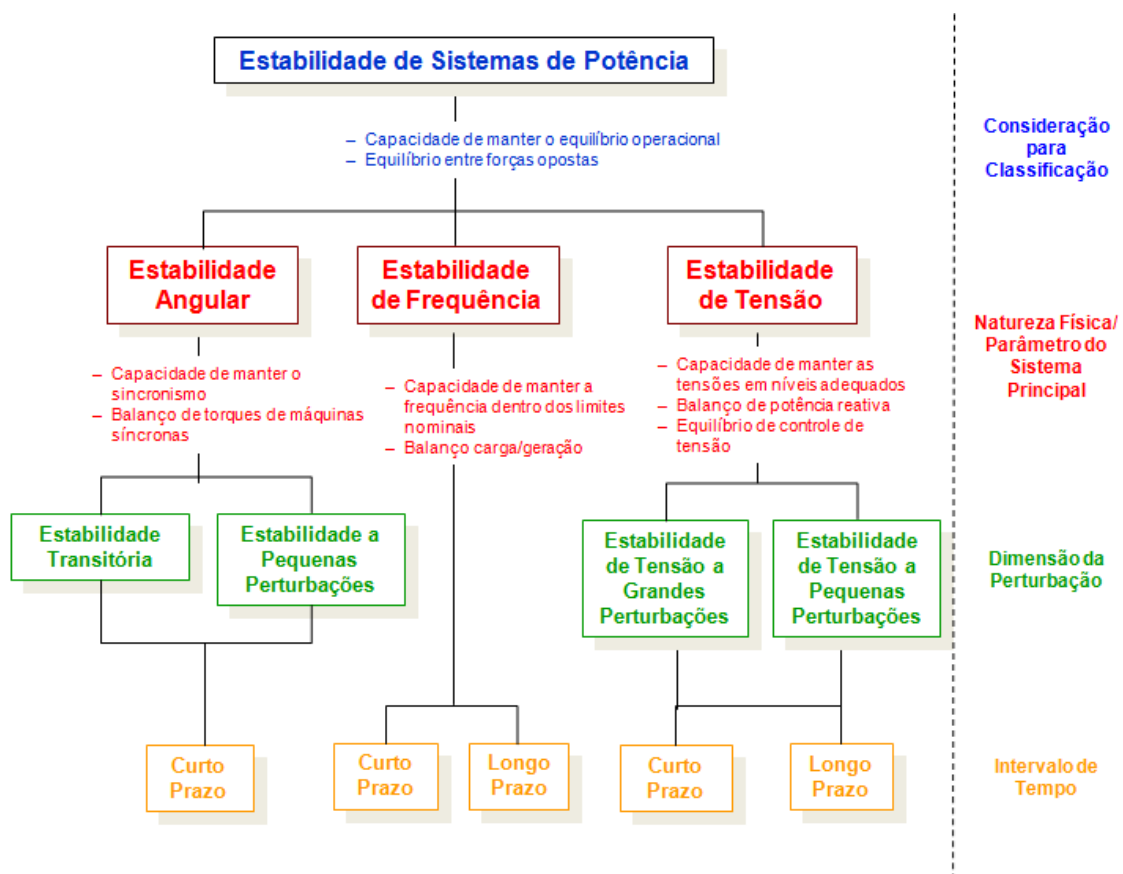 Estabilidade de Sistemas de Potência
– Capacidade de manter o equilíbrio operacional
– Equilíbrio entre forças opostas
Consideração
para
Classificação
Estabilidade
Angular
Estabilidade
de Frequência
Estabilidade
de Tensão
– Capacidade de manter o
sincronismo
– Balanço de torques de máquinas
síncronas
– Capacidade de manter a
frequência dentro dos limites
nominais
– Balanço carga/geração
– Capacidade de manter as
tensões em níveis adequados
– Balanço de potência reativa
– Equilíbrio de controle de
tensão
Natureza Física/
Parâmetro do
Sistema
Principal
Estabilidade
Transitória
Estabilidade a
Pequenas
Perturbações
Estabilidade
de Tensão a
Grandes
Perturbações
Estabilidade
de Tensão a
Pequenas
Perturbações
Dimensão da
Perturbação
Curto
Prazo
Curto
Prazo
Longo
Prazo
Curto
Prazo
Longo
Prazo
Intervalo de
Tempo